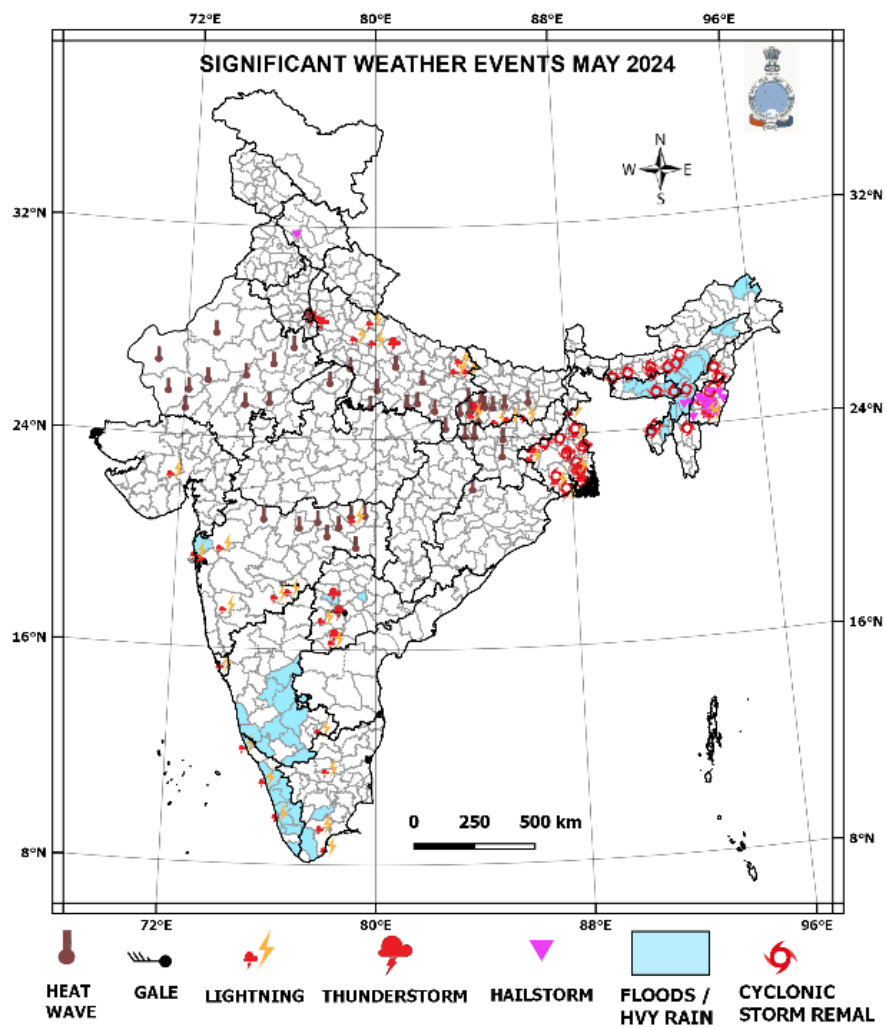 72°E 80°E 88°E 96°E
SIGNIFICANT WEATHER EVENTS MAY 2024
N
W E
S
32°N 32°N
24°N 24°N
16°N 16°N
0 250 500 km
8°N 8°N
72°E 80°E 88°E 96°E
HEAT WAVE
GALE
LIGHTNING
THUNDERSTORM
HAILSTORM
FLOODS / HVY RAIN
CYCLONIC STORM REMAL